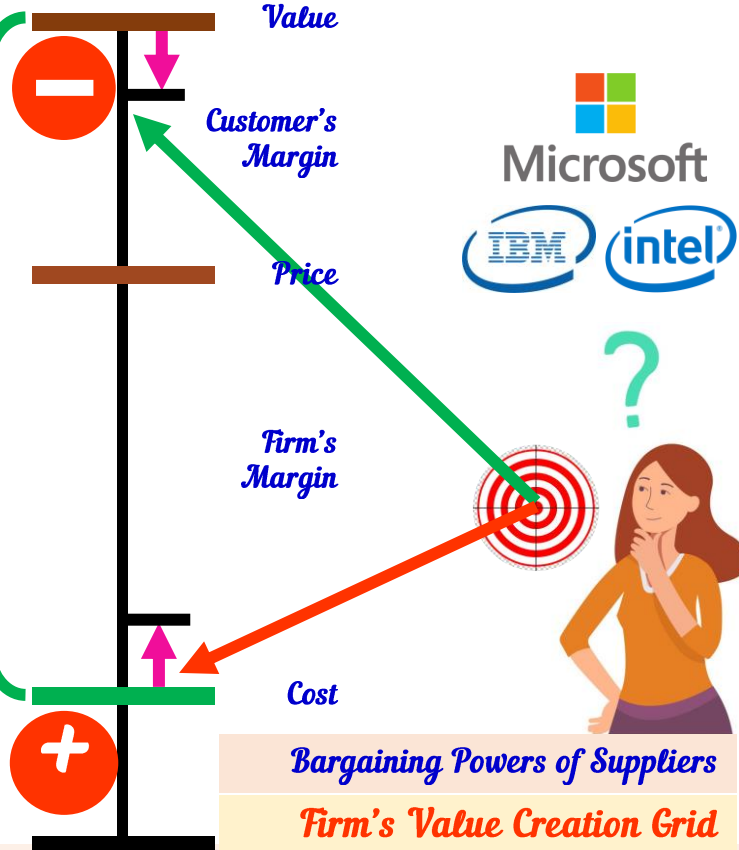 Value
Customer's
Margin
Microsoft
IBM intel®
Price
Firm's
Margin
Cost
Bargaining Powers of Suppliers
Firm's Value Creation Grid